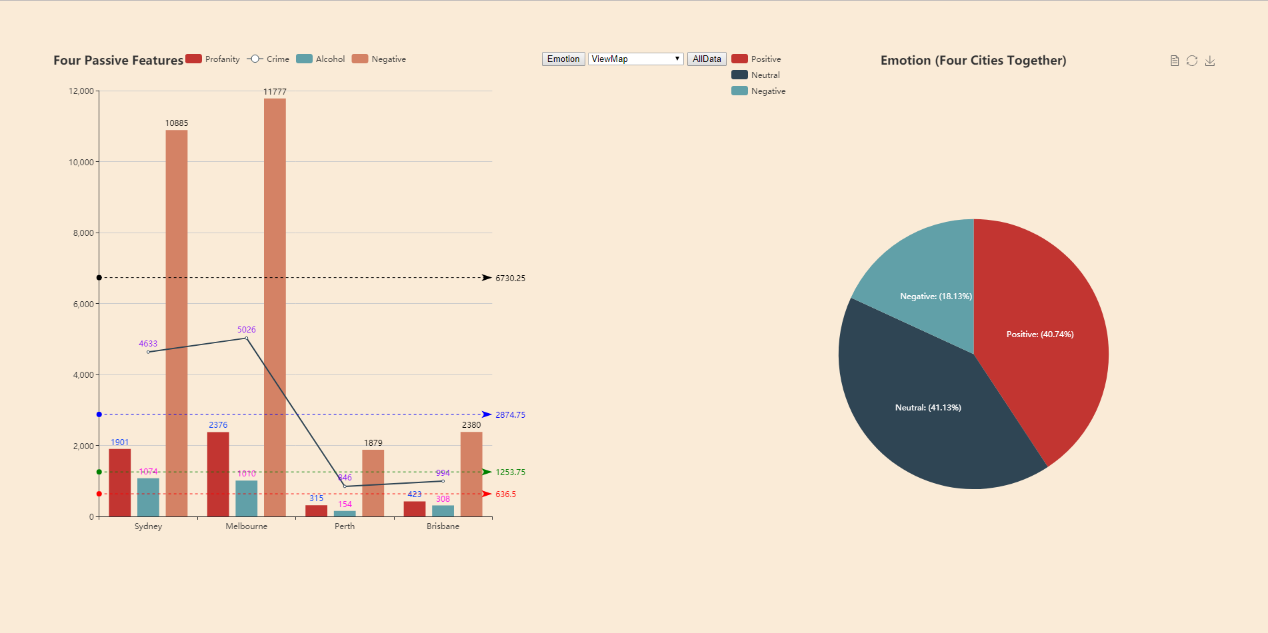 Four Passive Features
Profanity
Crime
Alcohol
Negative
12,000
10,000
8,000
6,000
4,000
2,000
0
10885
11777
6730.25
4633
5026
2874.75
1901
1074
2376
1010
315
846
154
1879
423
994
308
2380
1253.75
636.5
Sydney
Melbourne
Perth
Brisbane
Emotion
ViewMap
AllData
Positive
Neutral
Negative
Emotion (Four Cities Together)
Negative: (18.13%)
Positive: (40.74%)
Neutral: (41.13%)